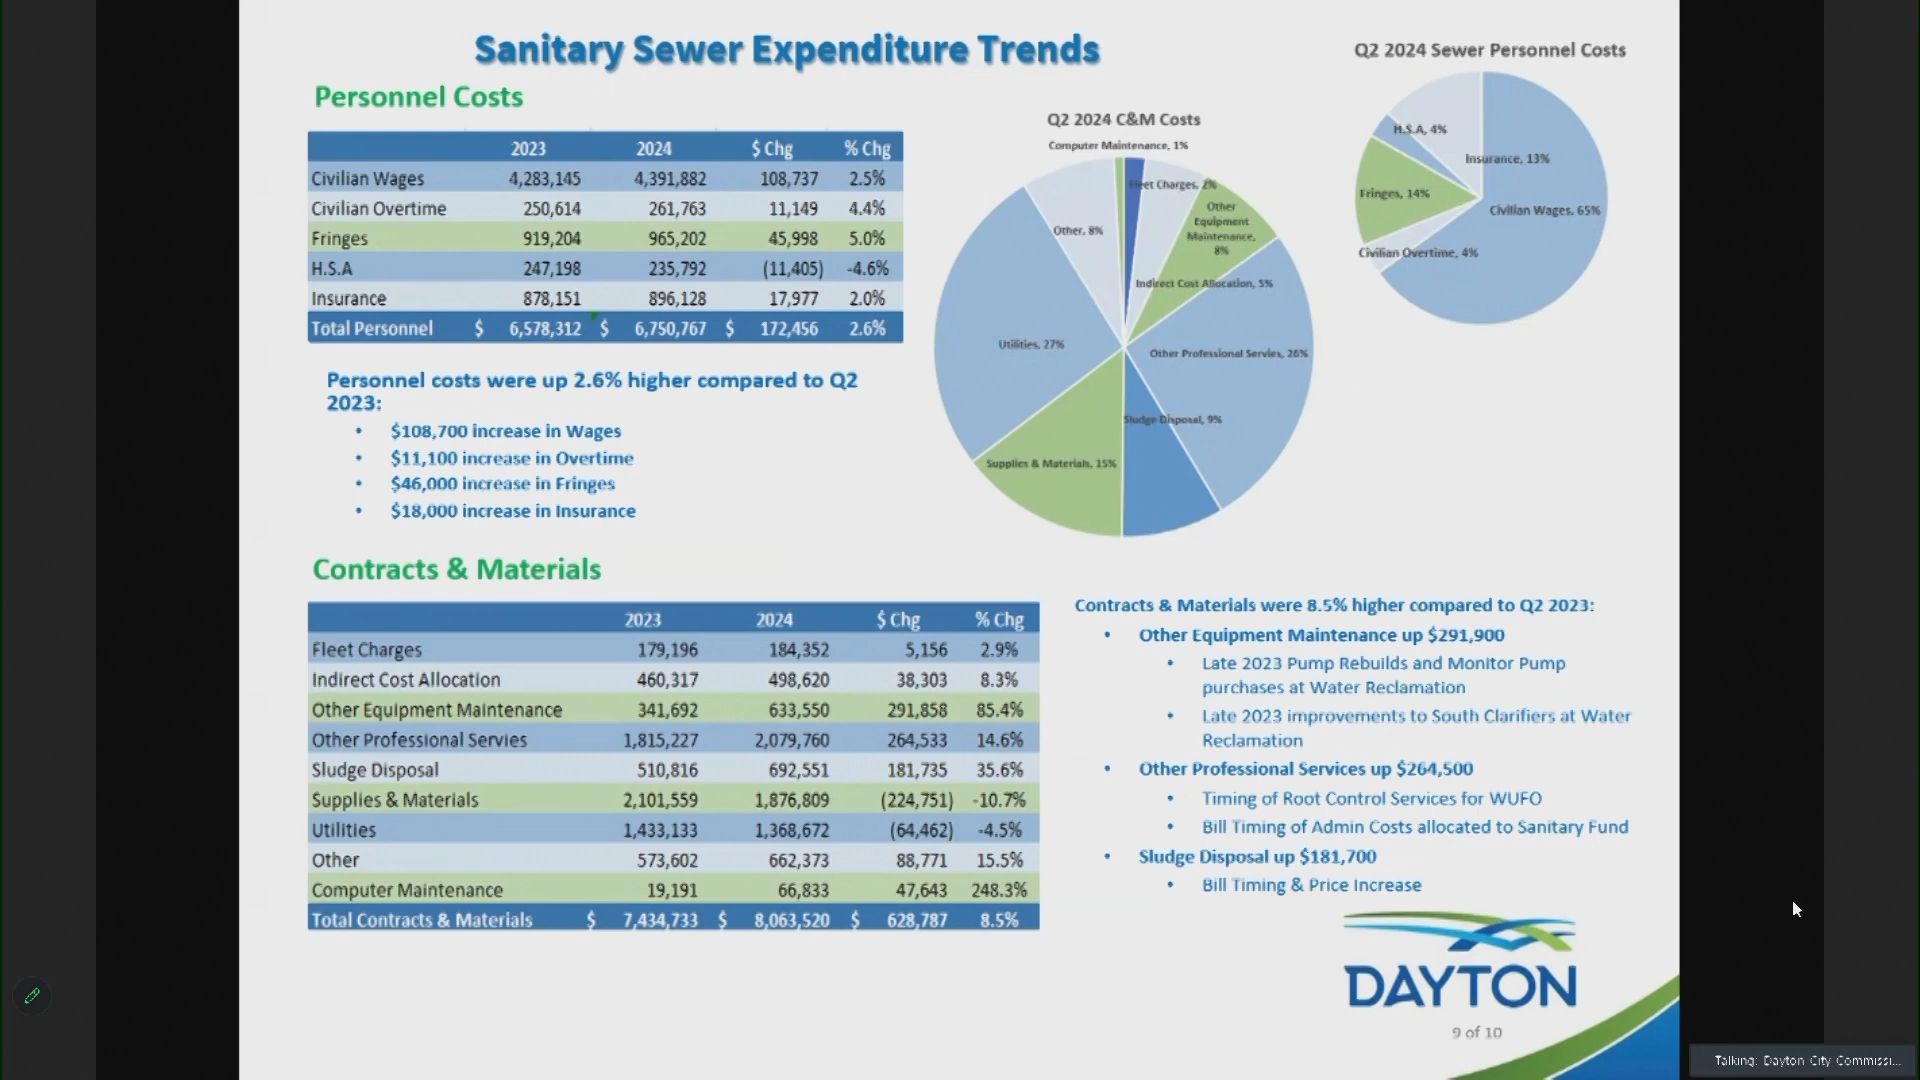 Sanitary Sewer Expenditure Trends
Personnel Costs
2023 2024 $ Chg % Chg
Civilian Wages 4,283,145 4,391,882 108,737 2.5%
Civilian Overtime 250,614 261,763 11,149 4.4%
Fringes 919,204 965,202 45,998 5.0%
H.S.A 247,198 235,792 (11,405) -4.6%
Insurance 878,151 896,128 17,977 2.0%
Total Personnel $ 6,578,312 $ 6,750,767 $ 172,456 2.6%
Personnel costs were up 2.6% higher compared to Q2
2023:
• $108,700 increase in Wages
• $11,100 increase in Overtime
• $46,000 increase in Fringes
• $18,000 increase in Insurance
Q2 2024 C&M Costs
Computer Maintenance, 1%
Fleet Charges, 2%
Other
Equipment
Maintenance,
8%
Other, 8%
Indirect Cost Allocation, 5%
Utilities, 27%
Other Professional Servies, 26%
Sludge Disposal, 9%
Supplies & Materials, 15%
Q2 2024 Sewer Personnel Costs
H.S.A, 4%
Insurance, 13%
Fringes, 14%
Civilian Wages, 65%
Civilian Overtime, 4%
Contracts & Materials
2023 2024 $ Chg % Chg
Fleet Charges 179,196 184,352 5,156 2.9%
Indirect Cost Allocation 460,317 498,620 38,303 8.3%
Other Equipment Maintenance 341,692 633,550 291,858 85.4%
Other Professional Servies 1,815,227 2,079,760 264,533 14.6%
Sludge Disposal 510,816 692,551 181,735 35.6%
Supplies & Materials 2,101,559 1,876,809 (224,751) -10.7%
Utilities 1,433,133 1,368,672 (64,462) -4.5%
Other 573,602 662,373 88,771 15.5%
Computer Maintenance 19,191 66,833 47,643 248.3%
Total Contracts & Materials $ 7,434,733 $ 8,063,520 $ 628,787 8.5%
Contracts & Materials were 8.5% higher compared to Q2 2023:
• Other Equipment Maintenance up $291,900
• Late 2023 Pump Rebuilds and Monitor Pump
purchases at Water Reclamation
• Late 2023 improvements to South Clarifiers at Water
Reclamation
• Other Professional Services up $264,500
• Timing of Root Control Services for WUFO
• Bill Timing of Admin Costs allocated to Sanitary Fund
• Sludge Disposal up $181,700
• Bill Timing & Price Increase
DAYTON
9 of 10
Talking: Dayton City Commissi...